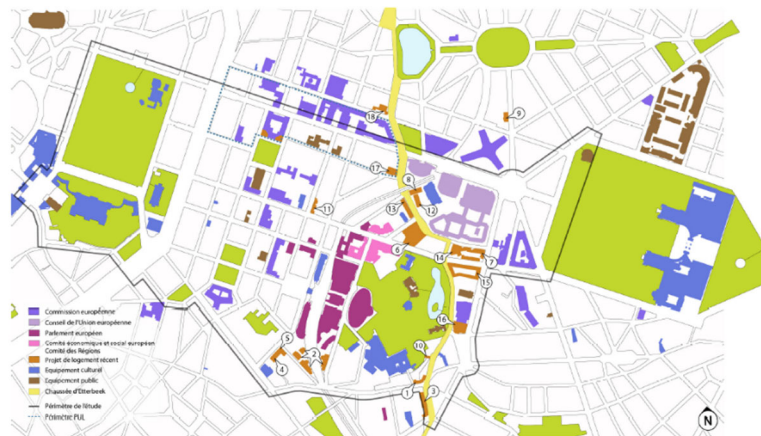 18
9
17
8
11
13
12
6
14
7
15
16
5
2
4
10
1
3
Commission européenne
Conseil de l'Union européenne
Parlement européen
Comité économique et social européen
Comité des Régions
Projet de logement récent
Equipement culturel
Equipement public
Chaussée d'Etterbeek
Périmètre de l'étude
Périmètre PUL
N